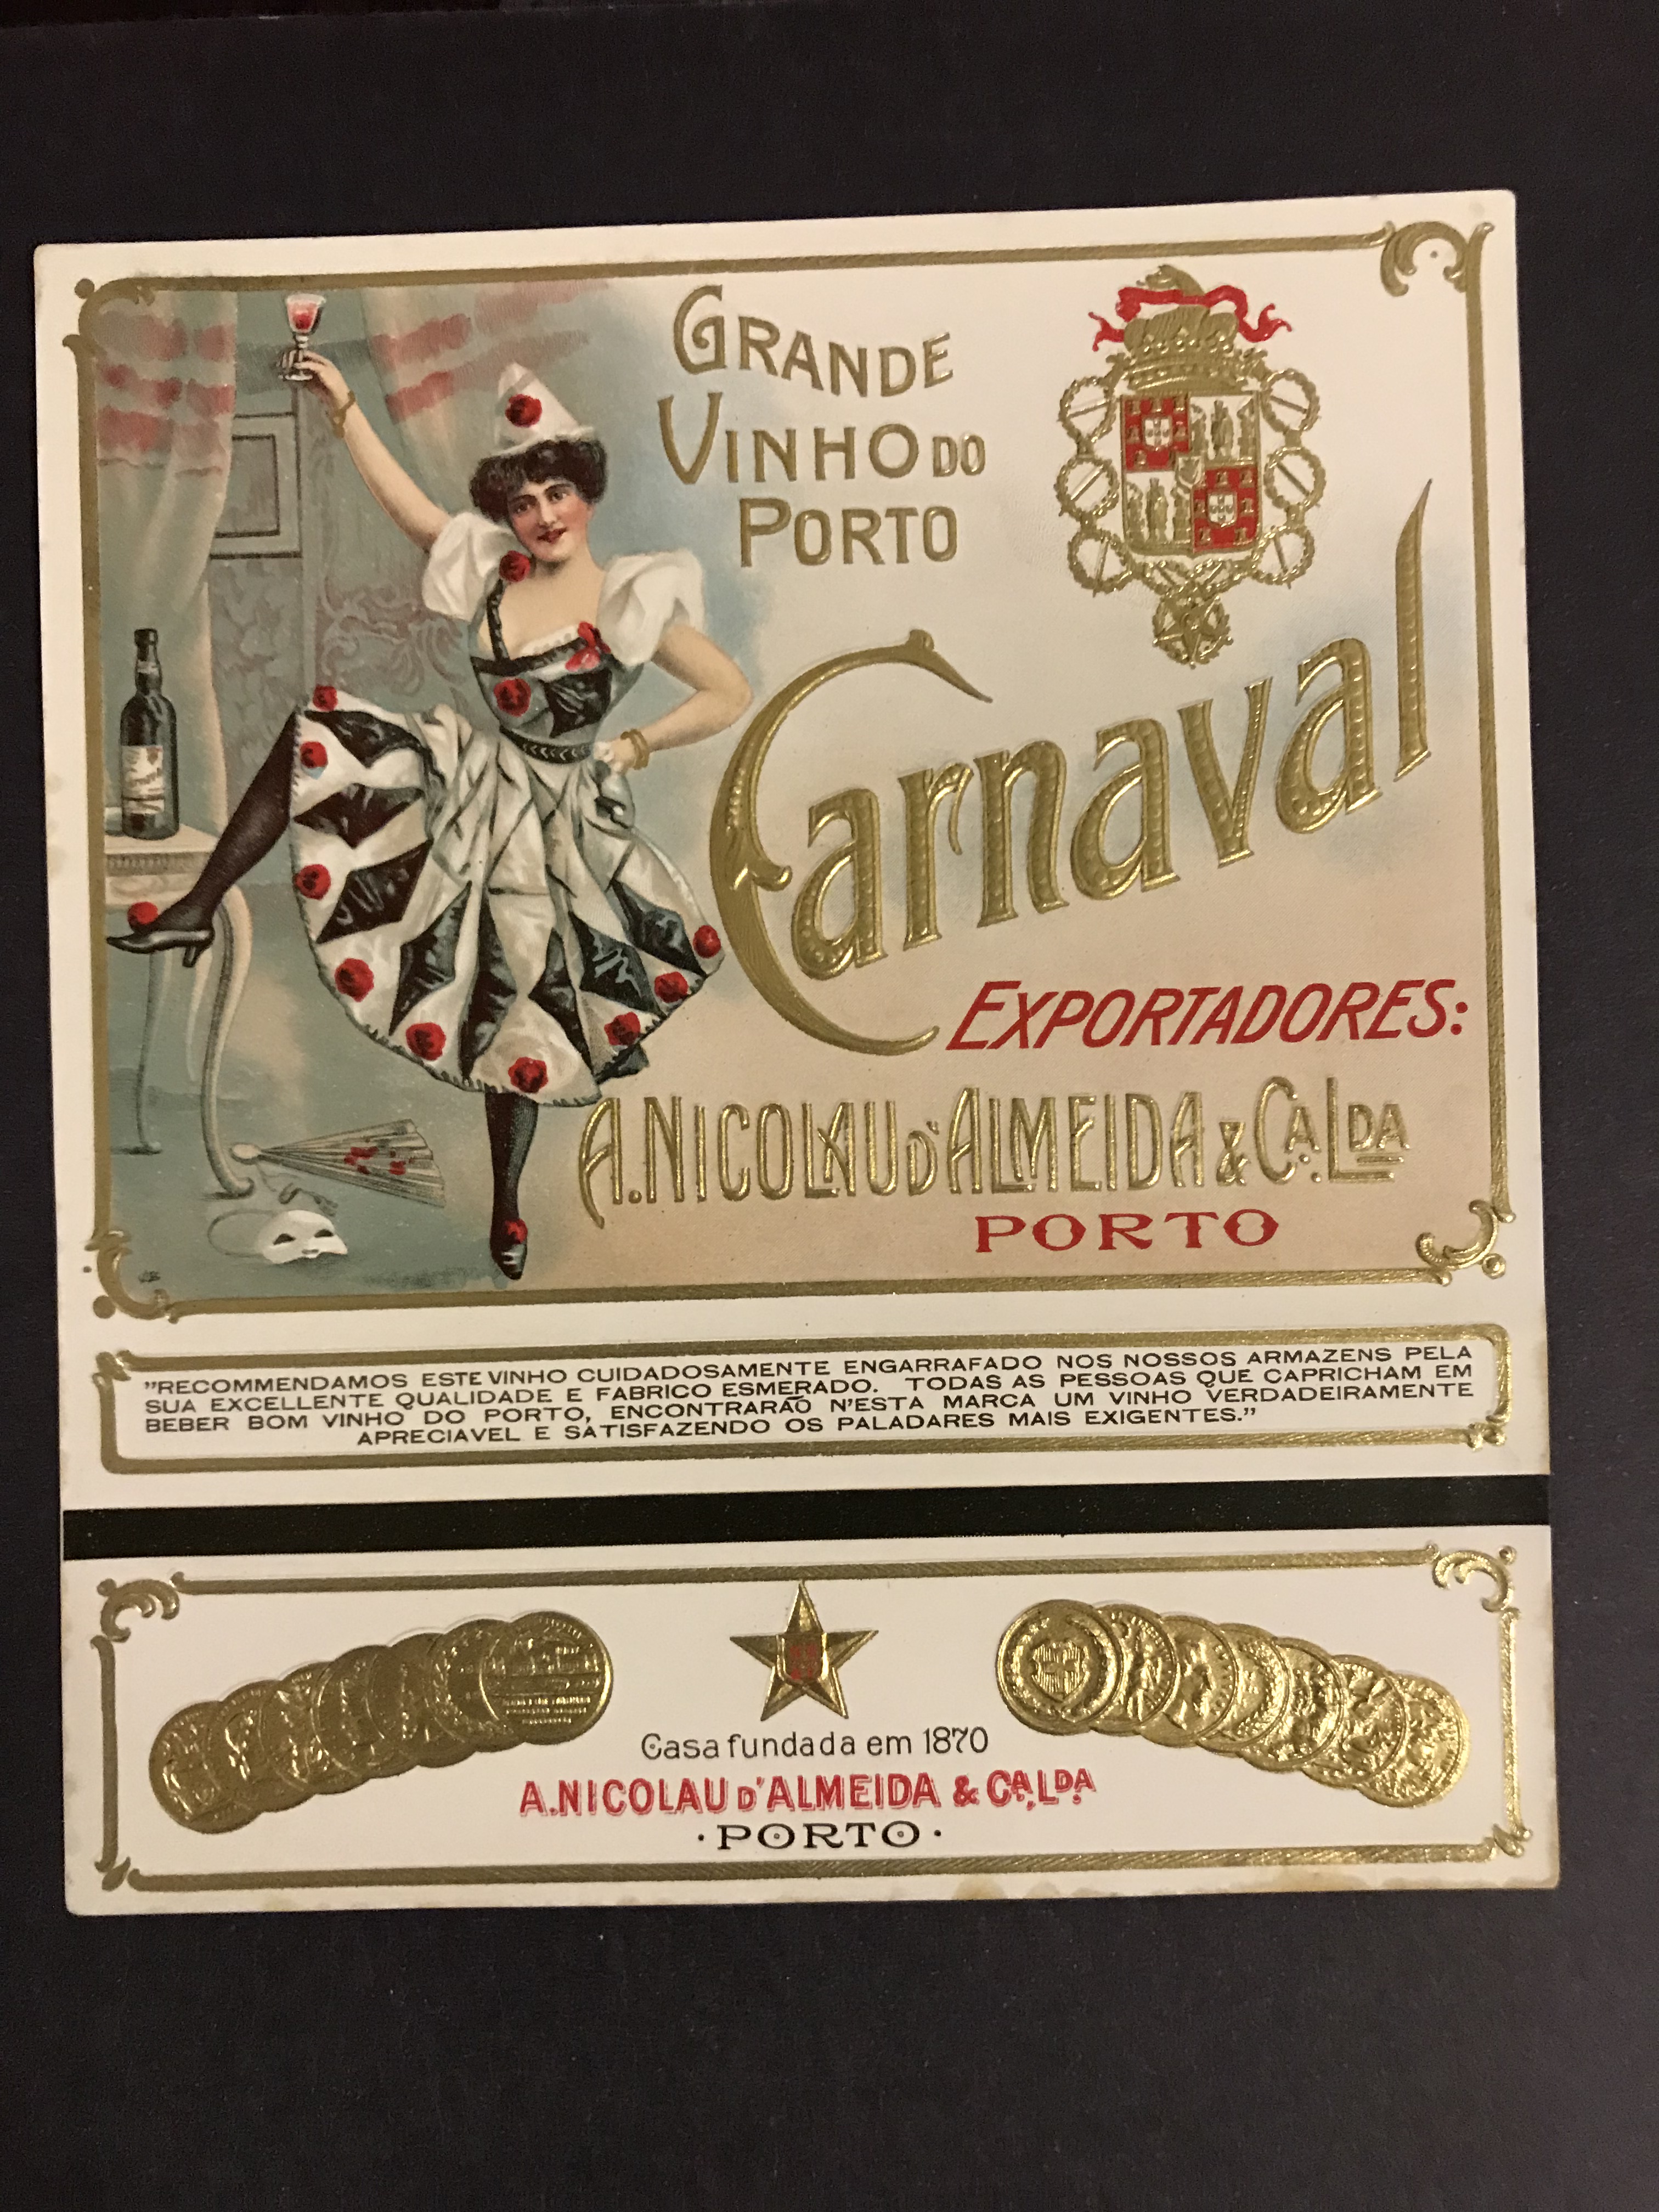 GRANDE
VINHO DO
PORTO
Carnaval
EXPORTADORES:
A. NICOLAU D'ALMEIDA & CA. LDA
PORTO
"RECOMMENDAMOS ESTE VINHO CUIDADOSAMENTE ENGARRAFADO NOS NOSSOS ARMAZENS PELA
SUA EXCELLENTE QUALIDADE E FABRICO ESMERADO. TODAS AS PESSOAS QUE CAPRICHAM EM
BEBER BOM VINHO DO PORTO, ENCONTRARÃO N'ESTA MARCA UM VINHO VERDADEIRAMENTE
APRECIAVEL E SATISFAZENDO OS PALADARES MAIS EXIGENTES."
Casa fundada em 1870
A. NICOLAU D'ALMEIDA & CA., LDA.
· PORTO ·